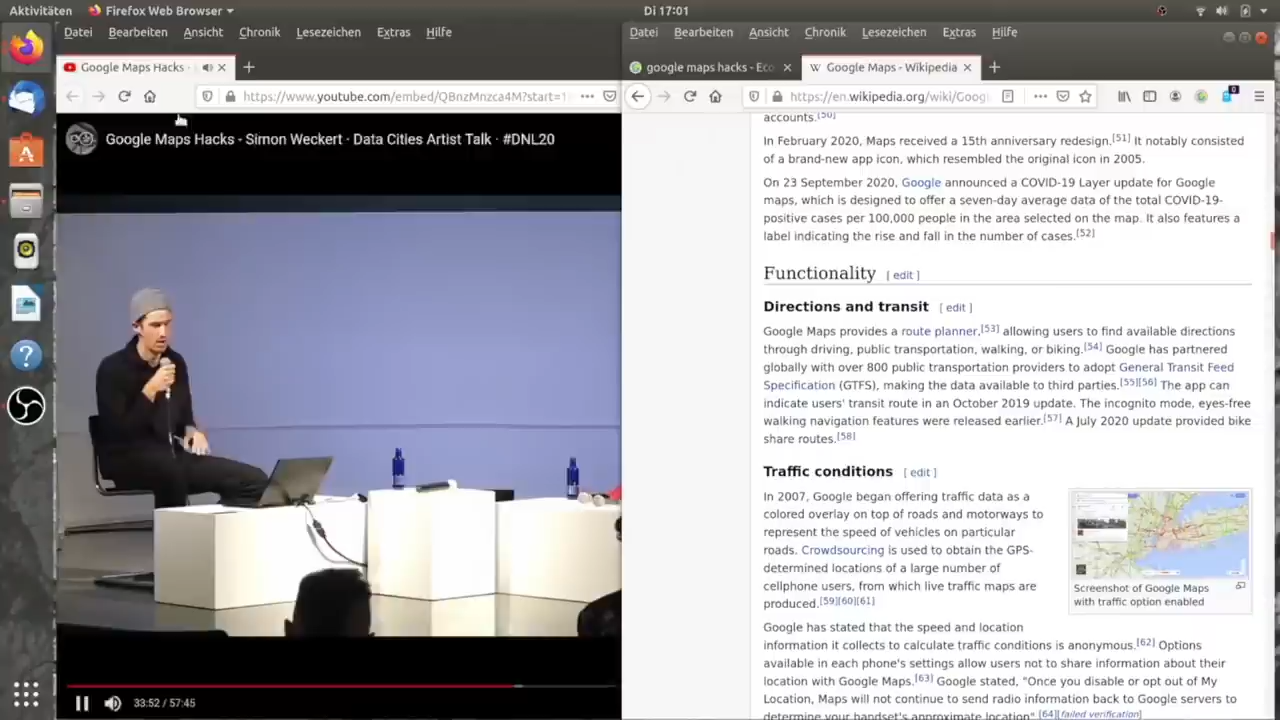 Aktivitäten
Firefox Web Browser
Di 17:01
Datei Bearbeiten Ansicht Chronik Lesezeichen Extras Hilfe
Google Maps Hacks -
https://www.youtube.com/embed/QBnzMnzca4M?start=1
Google Maps Hacks - Simon Weckert · Data Cities Artist Talk · #DNL20
33:52 / 57:45
Datei Bearbeiten Ansicht Chronik Lesezeichen Extras Hilfe
google maps hacks - Eco
W Google Maps - Wikipedia
https://en.wikipedia.org/wiki/Goog
0
accounts.[50]
In February 2020, Maps received a 15th anniversary redesign.[51] It notably consisted
of a brand-new app icon, which resembled the original icon in 2005.
On 23 September 2020, Google announced a COVID-19 Layer update for Google
maps, which is designed to offer a seven-day average data of the total COVID-19-
positive cases per 100,000 people in the area selected on the map. It also features a
label indicating the rise and fall in the number of cases.[52]
Functionality [ edit ]
Directions and transit [ edit ]
Google Maps provides a route planner,[53] allowing users to find available directions
through driving, public transportation, walking, or biking.[54] Google has partnered
globally with over 800 public transportation providers to adopt General Transit Feed
Specification (GTFS), making the data available to third parties.[55][56] The app can
indicate users' transit route in an October 2019 update. The incognito mode, eyes-free
walking navigation features were released earlier.[57] A July 2020 update provided bike
share routes.[58]
Traffic conditions [ edit ]
In 2007, Google began offering traffic data as a
colored overlay on top of roads and motorways to
represent the speed of vehicles on particular
roads. Crowdsourcing is used to obtain the GPS-
determined locations of a large number of
cellphone users, from which live traffic maps are
produced.[59][60][61]
Screenshot of Google Maps
with traffic option enabled
Google has stated that the speed and location
information it collects to calculate traffic conditions is anonymous.[62] Options
available in each phone's settings allow users not to share information about their
location with Google Maps.[63] Google stated, "Once you disable or opt out of My
Location, Maps will not continue to send radio information back to Google servers to
determine your handset's approximate location".[64][failed verification]